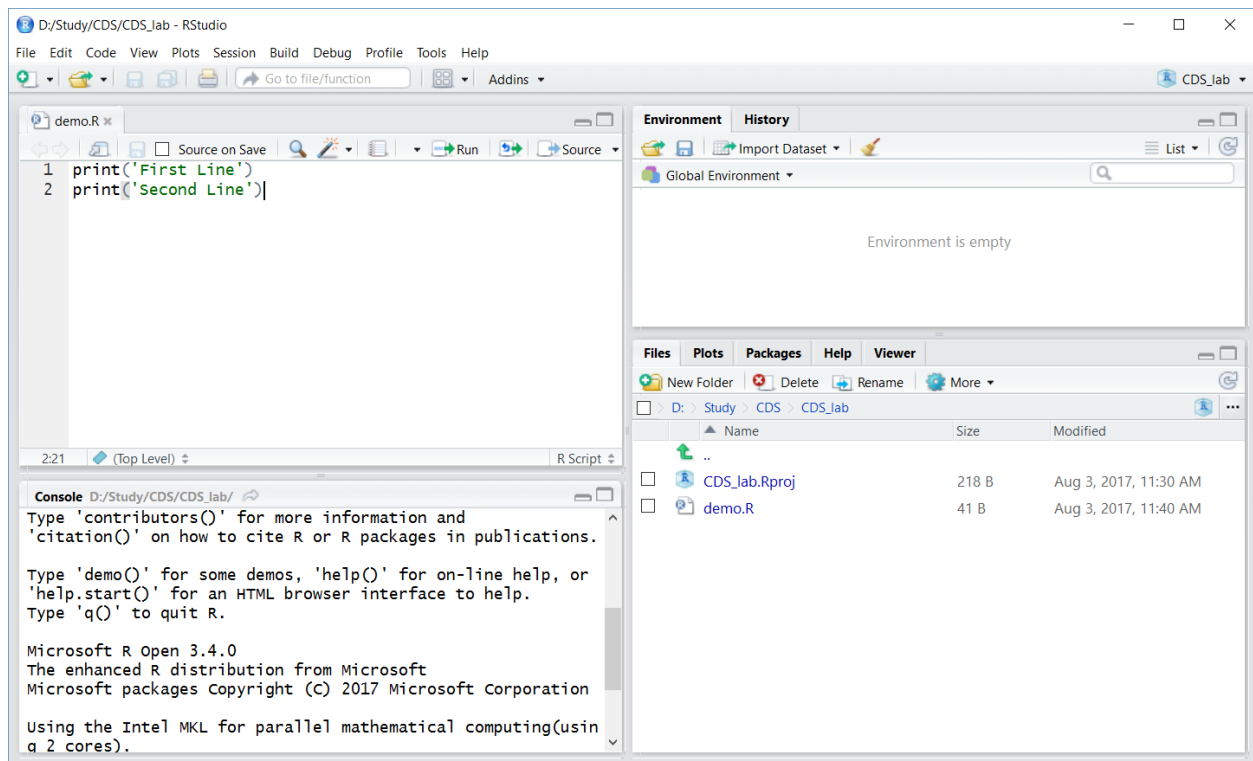 D:/Study/CDS/CDS_lab - RStudio
File Edit Code View Plots Session Build Debug Profile Tools Help
Go to file/function
Addins
CDS_lab
demo.R
Source on Save
Run
Source
1 print('First Line')
2 print('Second Line')
2:21
(Top Level)
R Script
Console D:/Study/CDS/CDS_lab/
Type 'contributors()' for more information and
'citation()' on how to cite R or R packages in publications.
Type 'demo()' for some demos, 'help()' for on-line help, or
'help.start()' for an HTML browser interface to help.
Type 'q()' to quit R.
Microsoft R Open 3.4.0
The enhanced R distribution from Microsoft
Microsoft packages Copyright (C) 2017 Microsoft Corporation
Using the Intel MKL for parallel mathematical computing(usin
g 2 cores).
Environment History
Import Dataset
List
Global Environment
Environment is empty
Files Plots Packages Help Viewer
New Folder Delete Rename More
D: Study CDS CDS_lab
Name Size Modified
..
CDS_lab.Rproj 218 B Aug 3, 2017, 11:30 AM
demo.R 41 B Aug 3, 2017, 11:40 AM